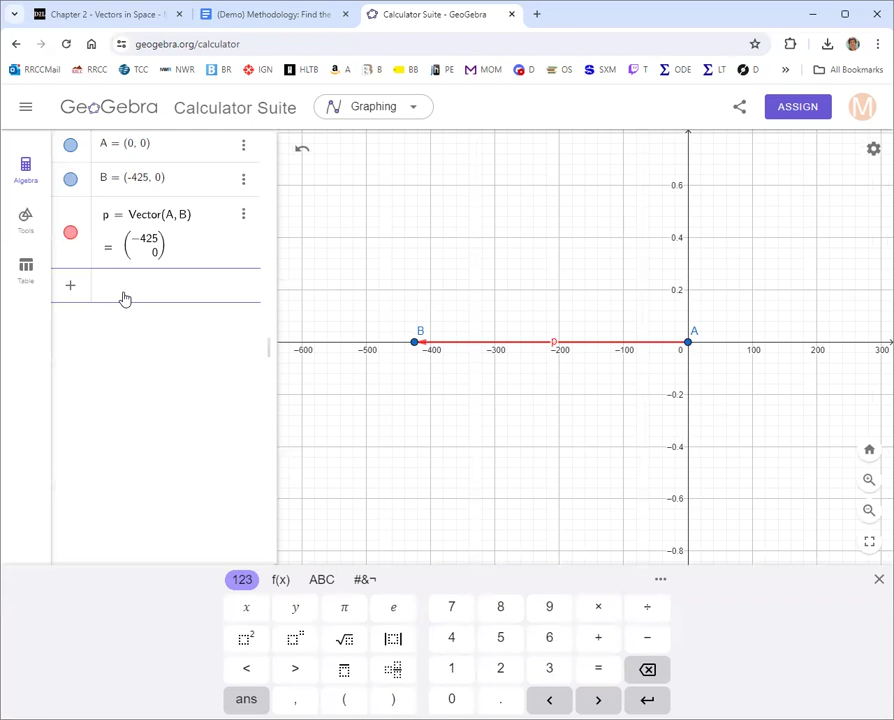 Chapter 2 - Vectors in Space -
(Demo) Methodology: Find the
Calculator Suite - GeoGebra
geogebra.org/calculator
RRCCMail
RRCC
TCC
NWR
BR
IGN
HLTB
A
B
BB
PE
MOM
D
OS
SXM
T
ODE
LT
D
All Bookmarks
GeoGebra
Calculator Suite
Graphing
ASSIGN
M
Algebra
Tools
Table
A = (0, 0)
B = (-425, 0)
p = Vector(A,B)
= (−425
0)
B
p
A
−600 −500 −400 −300 −200 −100 0 100 200 300
0.6
0.4
0.2
−0.2
−0.4
−0.6
−0.8
123 f(x) ABC #&¬
x y π e 7 8 9 × ÷
4 5 6 + −
< > 1 2 3 =
ans , ( ) 0 . < >